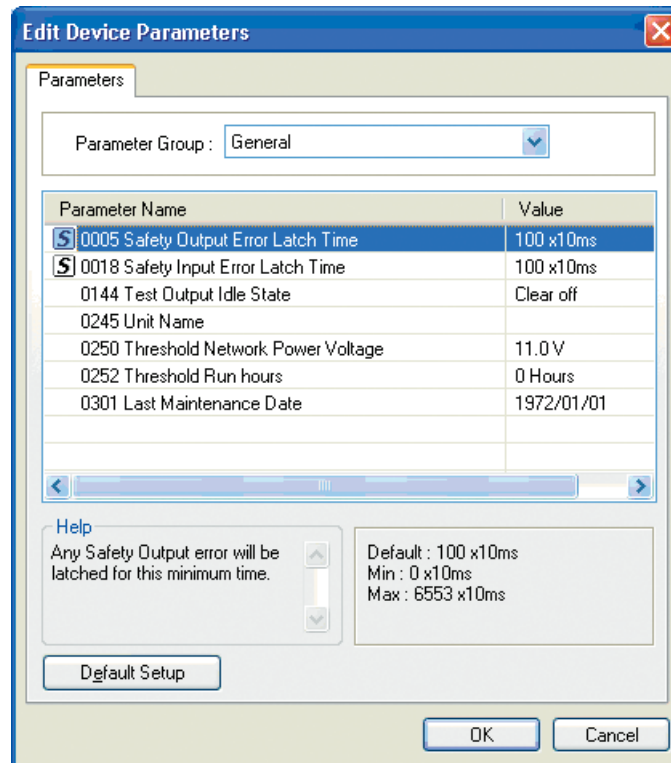 Edit Device Parameters
Parameters
Parameter Group : General
Parameter Name Value
S 0005 Safety Output Error Latch Time 100 x10ms
S 0018 Safety Input Error Latch Time 100 x10ms
0144 Test Output Idle State Clear off
0245 Unit Name
0250 Threshold Network Power Voltage 11.0 V
0252 Threshold Run hours 0 Hours
0301 Last Maintenance Date 1972/01/01
Help
Any Safety Output error will be
latched for this minimum time.
Default : 100 x10ms
Min : 0 x10ms
Max : 6553 x10ms
Default Setup
OK Cancel